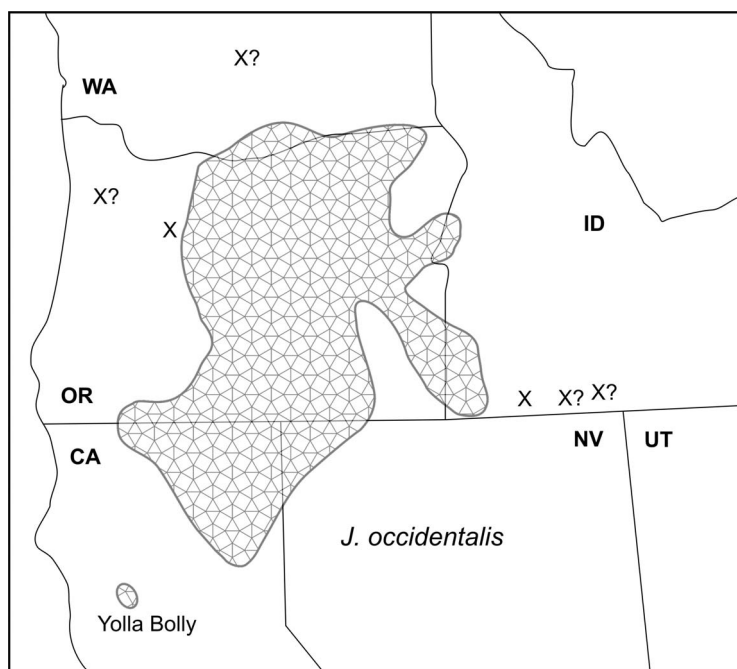 X?
WA
X?
X
ID
OR
X
X?
X?
CA
NV
UT
J. occidentalis
Yolla Bolly